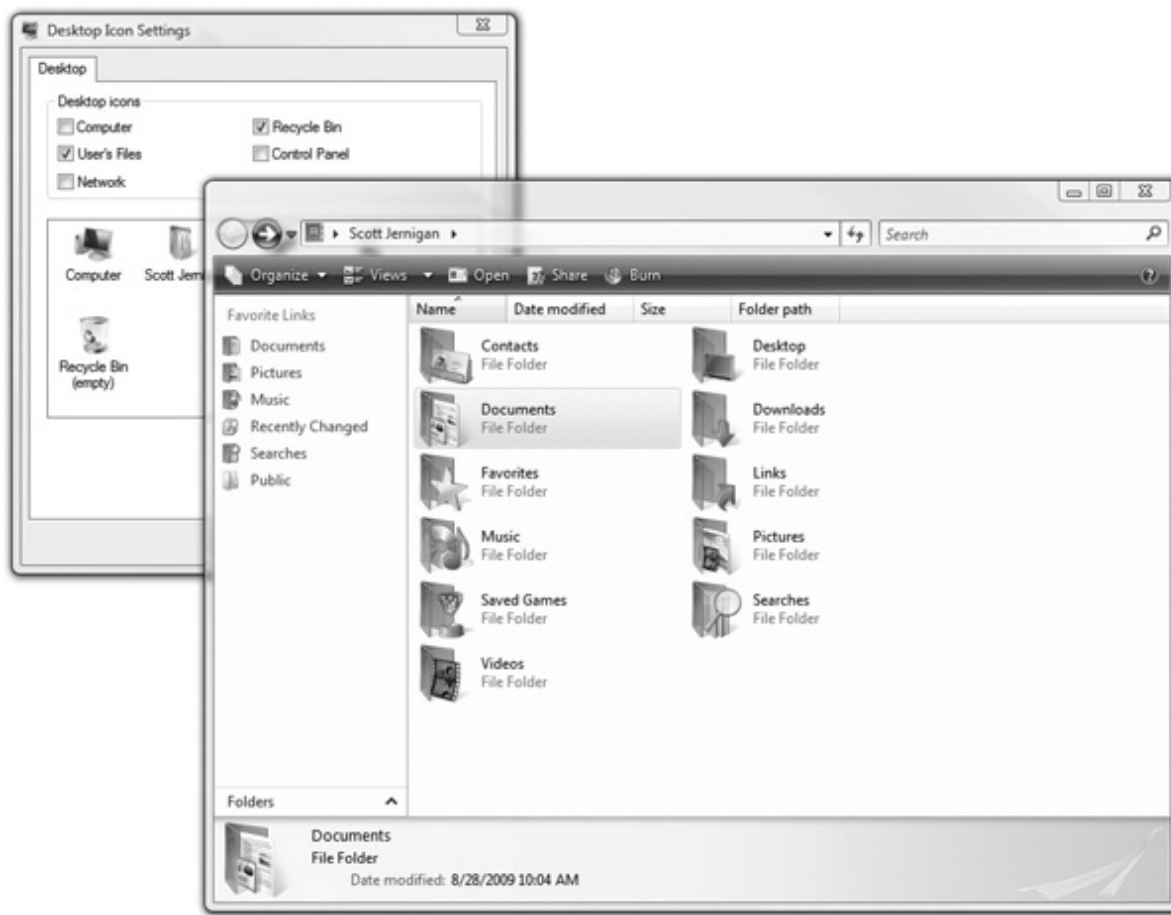 Desktop Icon Settings
Desktop
Desktop icons
Computer
Recycle Bin
User's Files
Control Panel
Network
Computer
Scott Jern
Recycle Bin
(empty)
Scott Jernigan
Search
Organize Views Open Share Burn
Favorite Links
Documents
Pictures
Music
Recently Changed
Searches
Public
Folders
Name Date modified Size Folder path
Contacts
File Folder
Desktop
File Folder
Documents
File Folder
Downloads
File Folder
Favorites
File Folder
Links
File Folder
Music
File Folder
Pictures
File Folder
Saved Games
File Folder
Searches
File Folder
Videos
File Folder
Documents
File Folder
Date modified: 8/28/2009 10:04 AM